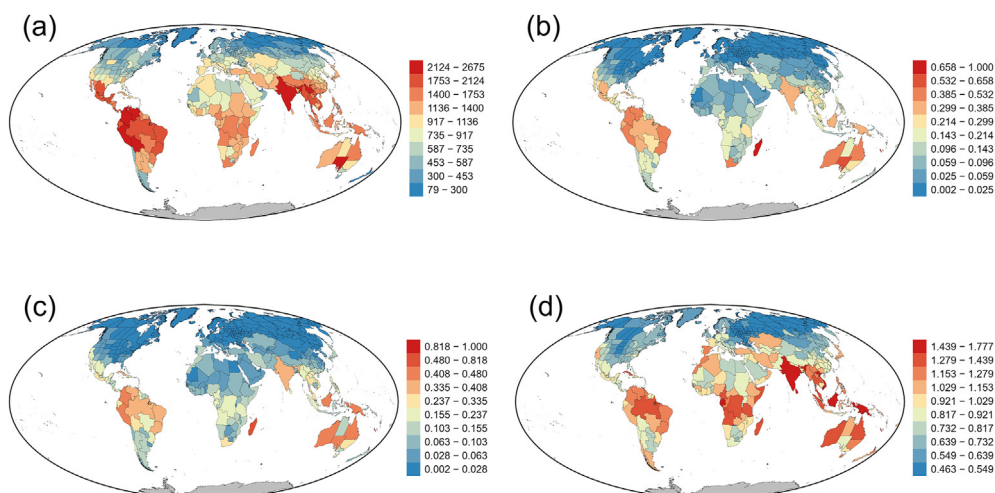 (a)
2124 – 2675
1753 – 2124
1400 – 1753
1136 – 1400
917 – 1136
735 – 917
587 – 735
453 – 587
300 – 453
79 – 300
(b)
0.658 – 1.000
0.532 – 0.658
0.385 – 0.532
0.299 – 0.385
0.214 – 0.299
0.143 – 0.214
0.096 – 0.143
0.059 – 0.096
0.025 – 0.059
0.002 – 0.025
(c)
0.818 – 1.000
0.480 – 0.818
0.408 – 0.480
0.335 – 0.408
0.237 – 0.335
0.155 – 0.237
0.103 – 0.155
0.063 – 0.103
0.028 – 0.063
0.002 – 0.028
(d)
1.439 – 1.777
1.279 – 1.439
1.153 – 1.279
1.029 – 1.153
0.921 – 1.029
0.817 – 0.921
0.732 – 0.817
0.639 – 0.732
0.549 – 0.639
0.463 – 0.549